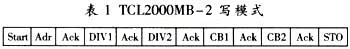 表 1 TCL2000MB-2 写模式
Start Adr Ack DIV1 Ack DIV2 Ack CB1 Ack CB2 Ack STO